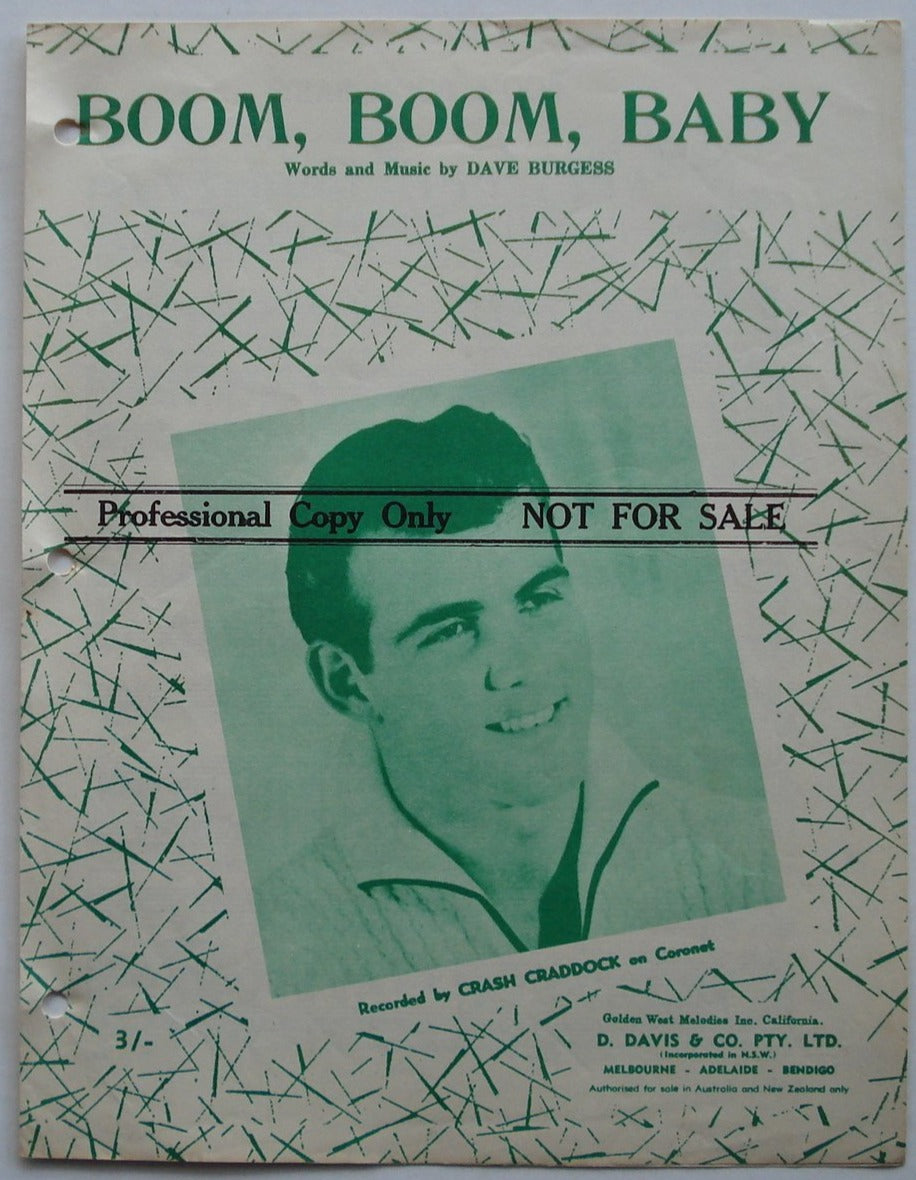 BOOM, BOOM, BABY
Words and Music by DAVE BURGESS
Professional Copy Only NOT FOR SALE
Recorded by CRASH CRADDOCK on Coronet
3/-
Golden West Melodies Inc. California.
D. DAVIS & CO. PTY. LTD.
(Incorporated in N.S.W.)
MELBOURNE - ADELAIDE - BENDIGO
Authorised for sale in Australia and New Zealand only